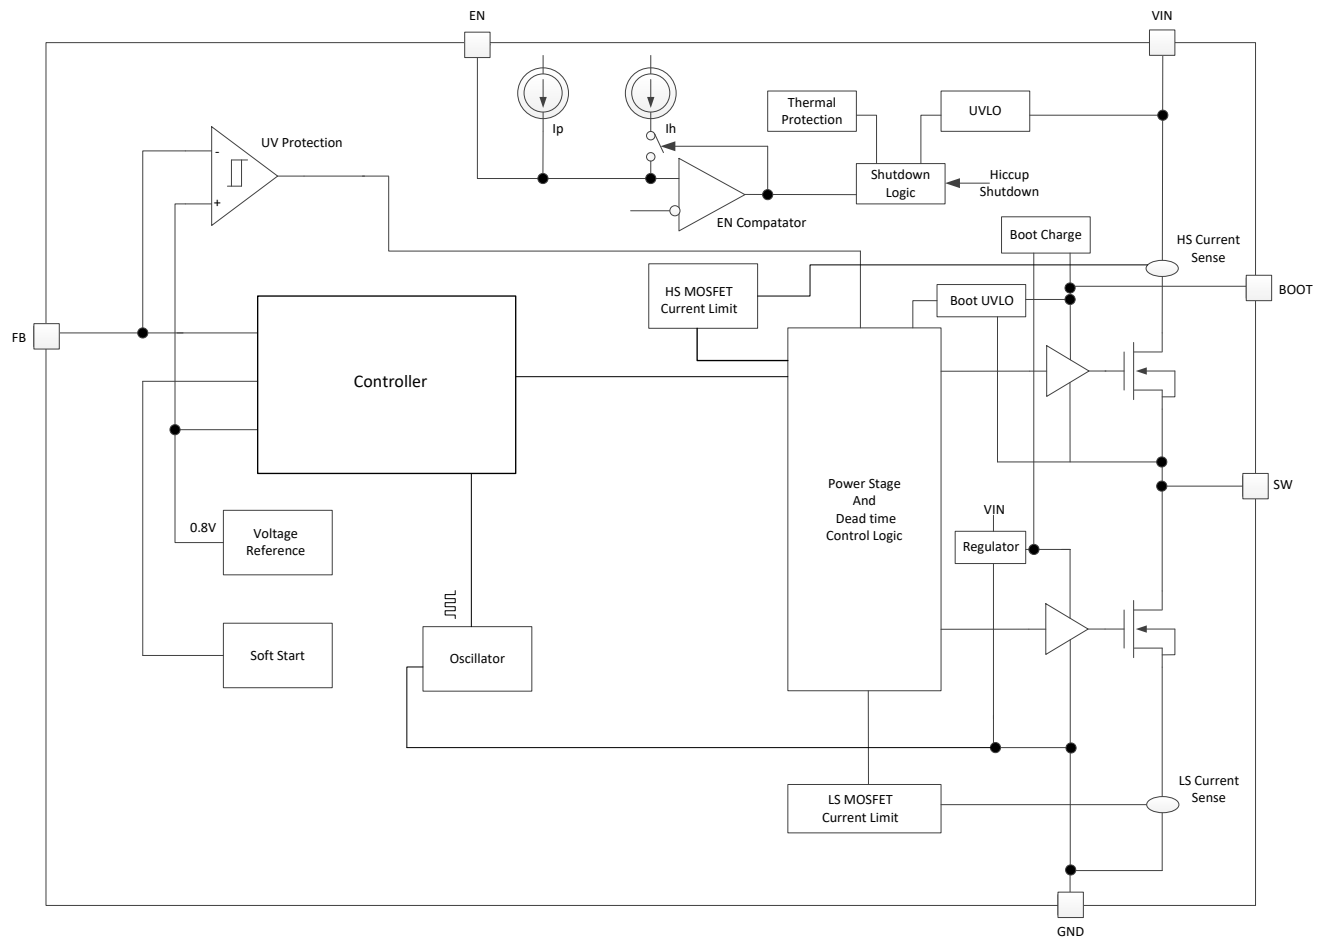 EN
VIN
Ip
Ih
Thermal
Protection
UVLO
UV Protection
-
+
Shutdown
Logic
Hiccup
Shutdown
EN Compatator
Boot Charge
HS Current
Sense
HS MOSFET
Current Limit
Boot UVLO
BOOT
FB
Controller
Power Stage
And
Dead time
Control Logic
SW
VIN
0.8V
Voltage
Reference
Regulator
Soft Start
Oscillator
LS MOSFET
Current Limit
LS Current
Sense
GND